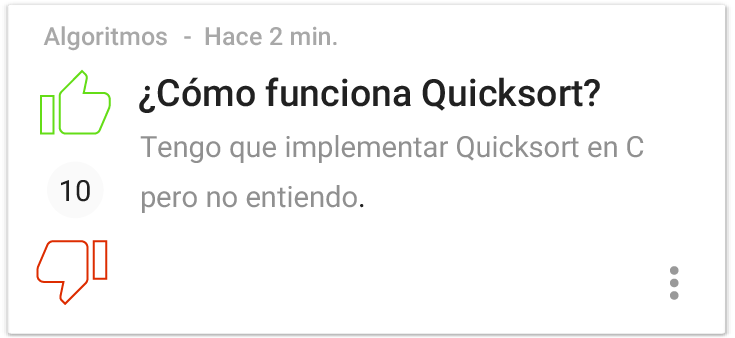 Algoritmos - Hace 2 min.
¿Cómo funciona Quicksort?
Tengo que implementar Quicksort en C
pero no entiendo.
10